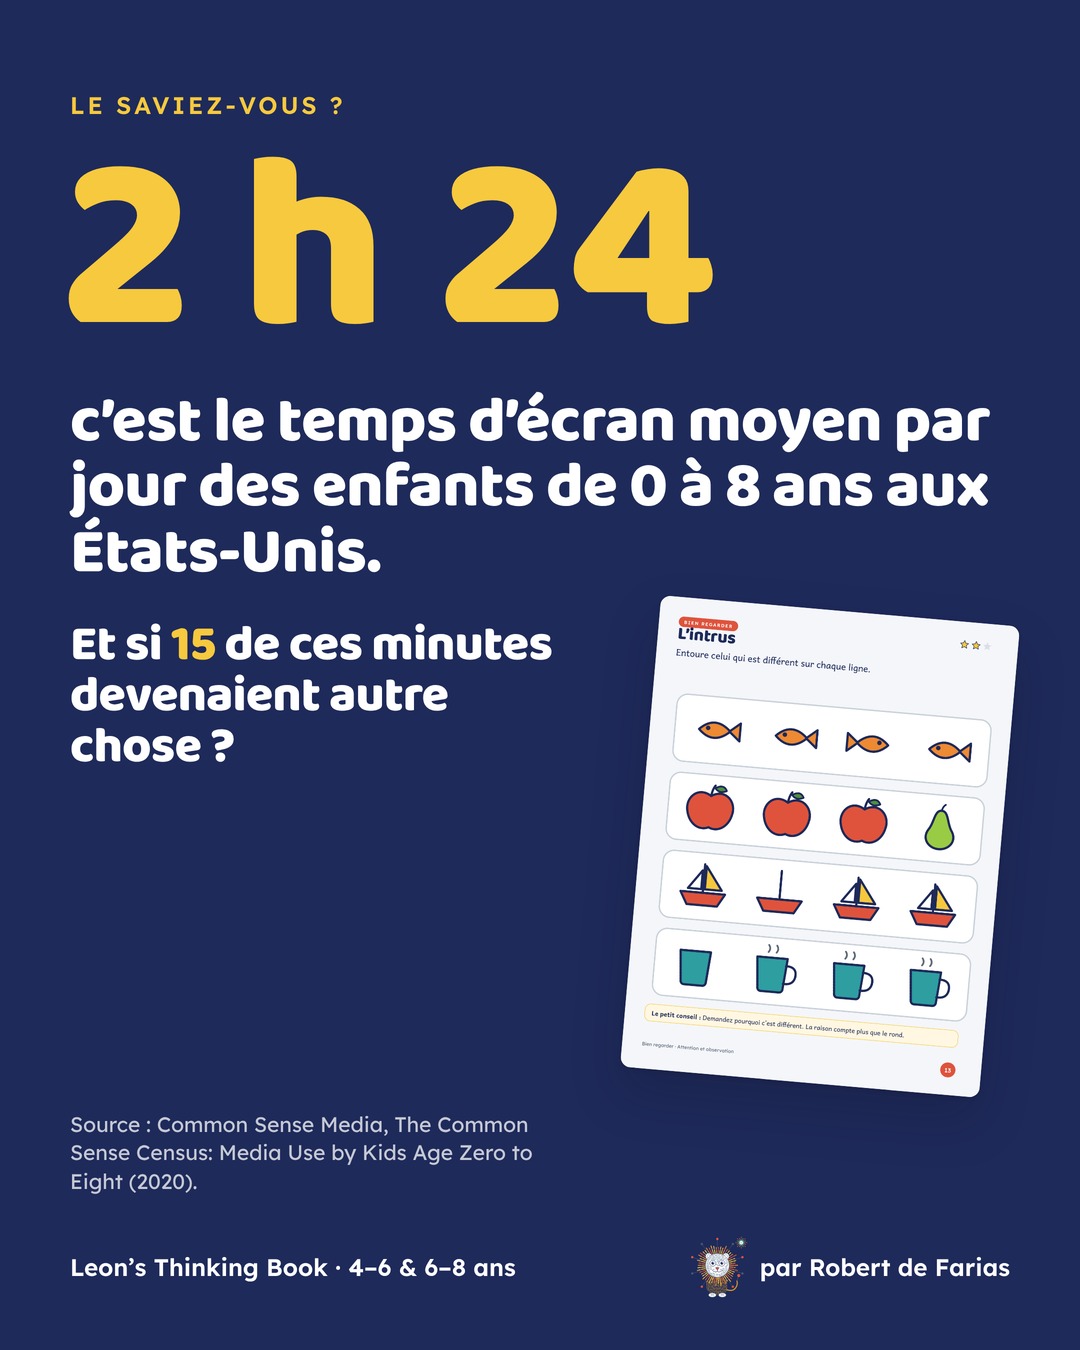 LE SAVIEZ-VOUS ?
2 h 24
c’est le temps d’écran moyen par
jour des enfants de 0 à 8 ans aux
États-Unis.
Et si 15 de ces minutes
devenaient autre
chose ?
BIEN REGARDER
L’intrus
Entoure celui qui est différent sur chaque ligne.
Le petit conseil : Demandez pourquoi c’est différent. La raison compte plus que le rond.
Bien regarder · Attention et observation
13
Source : Common Sense Media, The Common
Sense Census: Media Use by Kids Age Zero to
Eight (2020).
Leon’s Thinking Book · 4–6 & 6–8 ans
par Robert de Farias